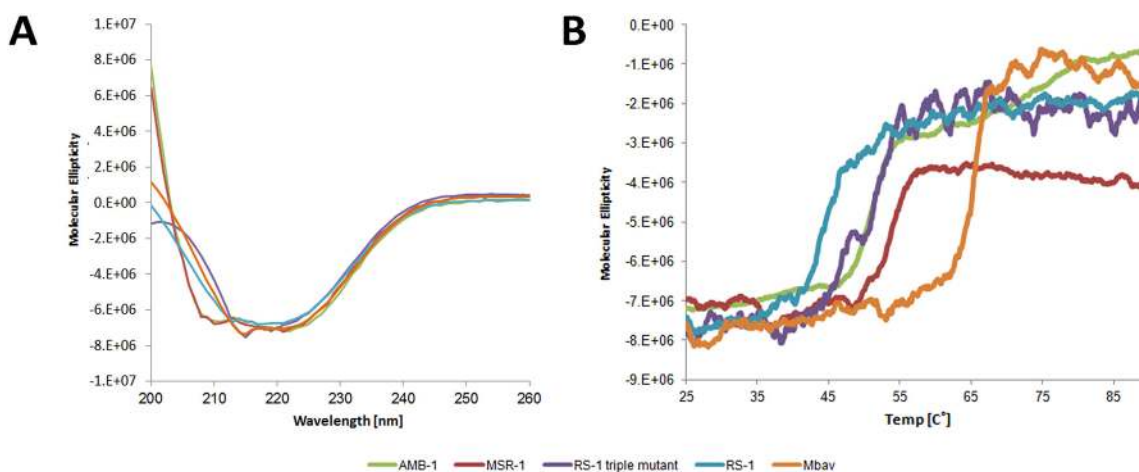 A
Molecular Ellipticity
1.E+07
8.E+06
6.E+06
4.E+06
2.E+06
0.E+00
-2.E+06
-4.E+06
-6.E+06
-8.E+06
-1.E+07
200 210 220 230 240 250 260
Wavelength [nm]
B
Molecular Ellipticity
0.E+00
-1.E+06
-2.E+06
-3.E+06
-4.E+06
-5.E+06
-6.E+06
-7.E+06
-8.E+06
-9.E+06
25 35 45 55 65 75 85
Temp [C°]
AMB-1 MSR-1 RS-1 triple mutant RS-1 Mbav